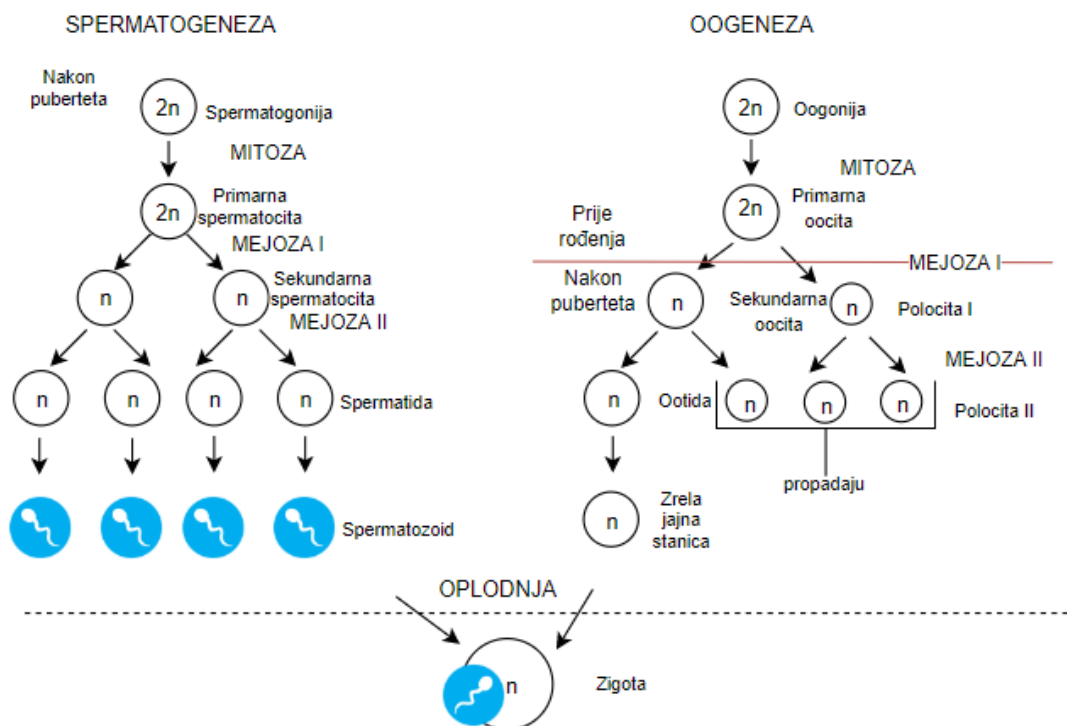 SPERMATOGENEZA
Nakon
puberteta
2n
Spermatogonija
MITOZA
2n
Primarna
spermatocita
MEJOZA I
n
n
Sekundarna
spermatocita
MEJOZA II
n
n
n
n
Spermatida
Spermatozoid
OOGENEZA
2n
Oogonija
MITOZA
2n
Primarna
oocita
Prije
rođenja
MEJOZA I
Nakon
puberteta
n
Sekundarna
oocita
n
Polocita I
MEJOZA II
n
Ootida
n
n
n
Polocita II
propadaju
n
Zrela
jajna
stanica
OPLODNJA
n
Zigota